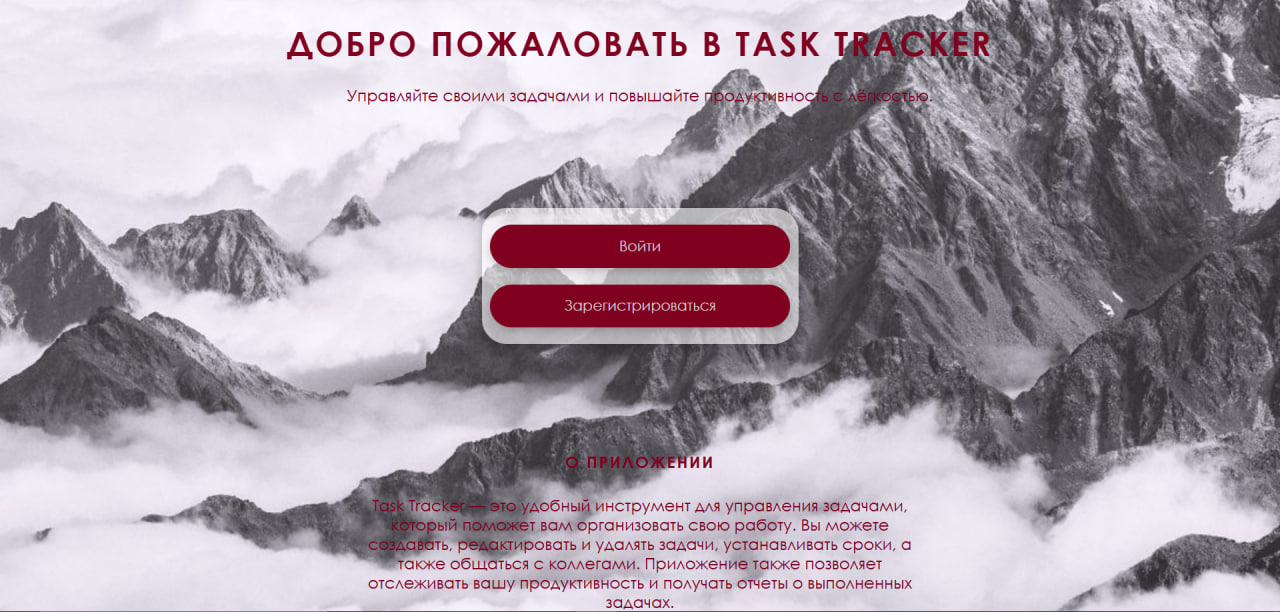 ДОБРО ПОЖАЛОВАТЬ В TASK TRACKER
Управляйте своими задачами и повышайте продуктивность с лёгкостью.
Войти
Зарегистрироваться
О ПРИЛОЖЕНИИ
Task Tracker — это удобный инструмент для управления задачами,
который поможет вам организовать свою работу. Вы можете
создавать, редактировать и удалять задачи, устанавливать сроки, а
также общаться с коллегами. Приложение также позволяет
отслеживать вашу продуктивность и получать отчеты о выполненных
задачах.